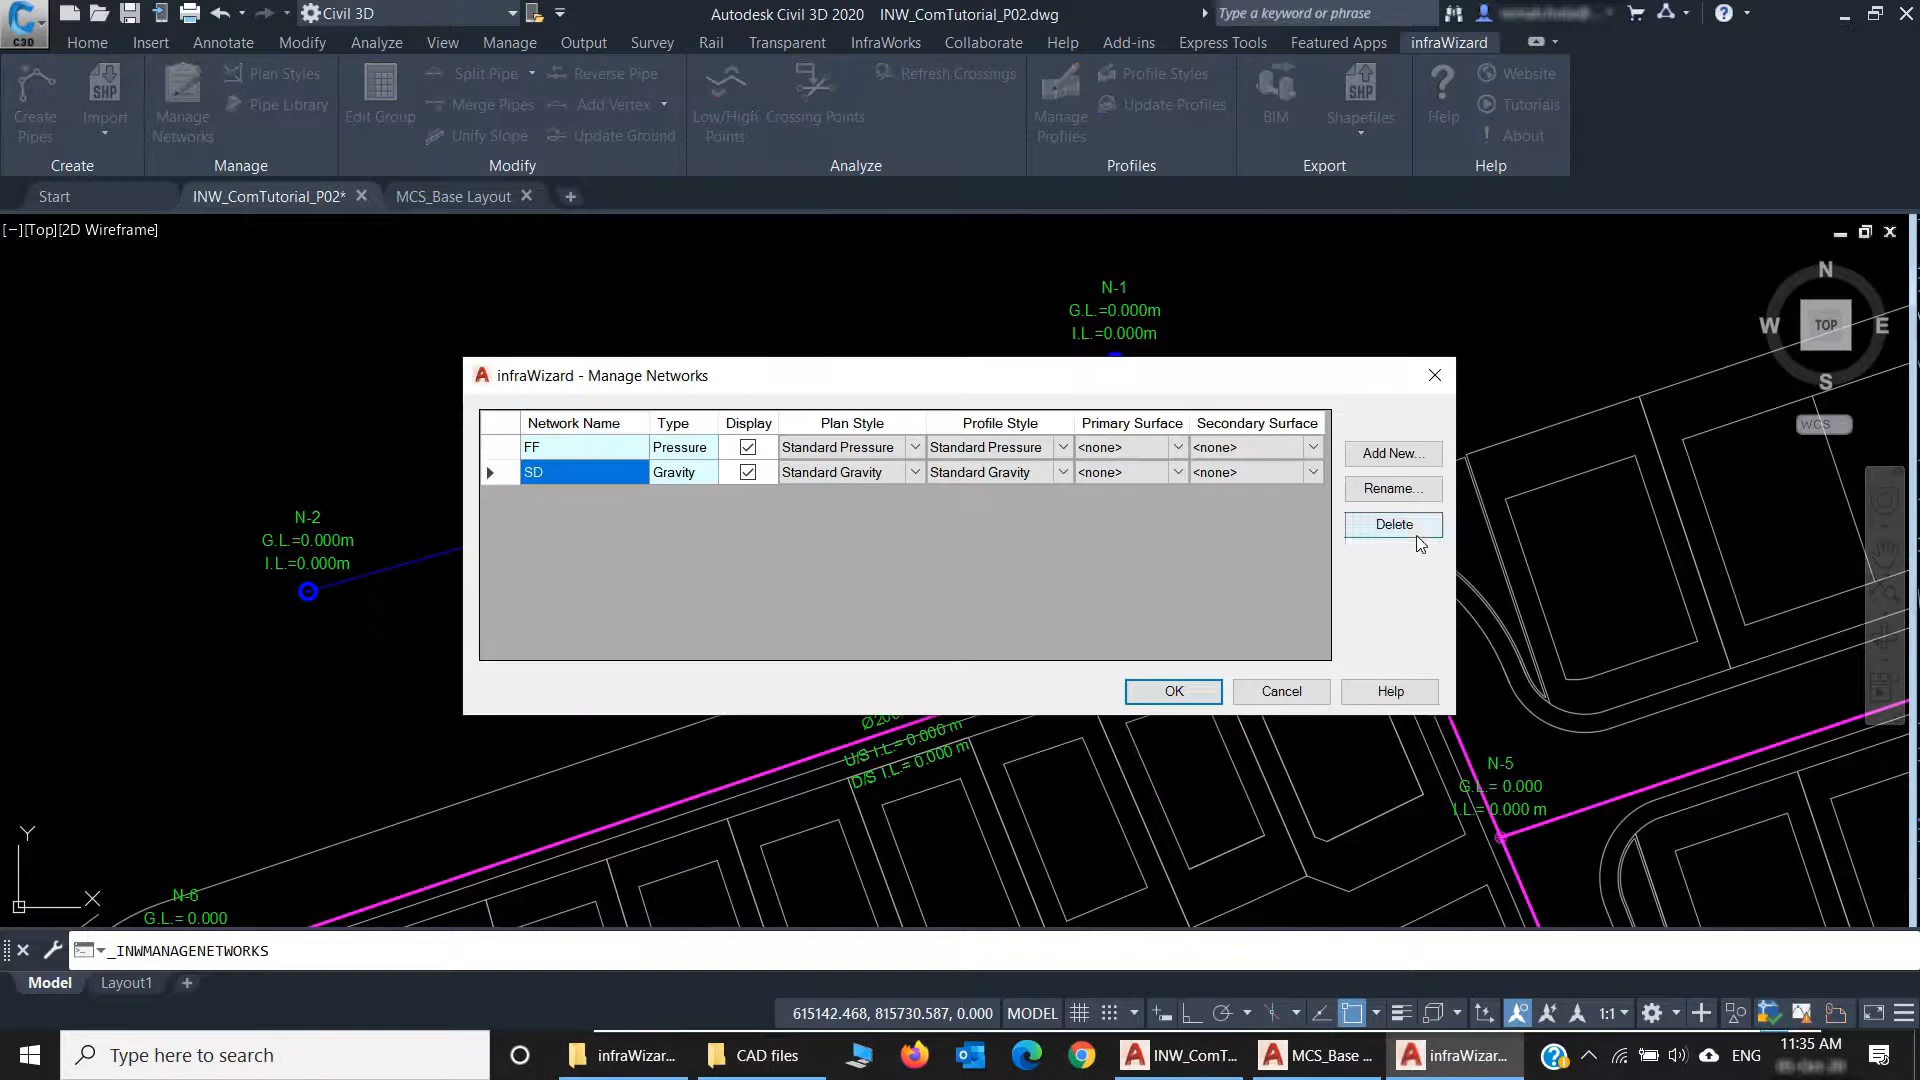 C3D
Civil 3D
Autodesk Civil 3D 2020 INW_ComTutorial_P02.dwg
Type a keyword or phrase
Home Insert Annotate Modify Analyze View Manage Output Survey Rail Transparent InfraWorks Collaborate Help Add-ins Express Tools Featured Apps infraWizard
Create Pipes
SHP
Import
Manage Networks
Plan Styles
Pipe Library
Edit Group
Split Pipe
Merge Pipes
Unify Slope
Reverse Pipe
Add Vertex
Update Ground
Low/High Points
Crossing Points
Refresh Crossings
Manage Profiles
Profile Styles
Update Profiles
BIM
SHP
Shapefiles
Help
Website
Tutorials
About
Create Manage Modify Analyze Profiles Export Help
Start INW_ComTutorial_P02* MCS_Base Layout
[−][Top][2D Wireframe]
N
W TOP E
S
WCS
N-1
G.L.=0.000m
I.L.=0.000m
N-2
G.L.=0.000m
I.L.=0.000m
infraWizard - Manage Networks
Network Name Type Display Plan Style Profile Style Primary Surface Secondary Surface
FF Pressure Standard Pressure Standard Pressure <none> <none>
SD Gravity Standard Gravity Standard Gravity <none> <none>
Add New...
Rename...
Delete
OK Cancel Help
U/S I.L.= 0.000 m
D/S I.L.= 0.000 m
N-5
G.L.= 0.000
I.L.= 0.000 m
N-6
G.L.= 0.000
Y
X
_INWMANAGENETWORKS
Model Layout1
615142.468, 815730.587, 0.000 MODEL 1:1
Type here to search
infraWizar... CAD files INW_ComT... MCS_Base ... infraWizar...
ENG
11:35 AM